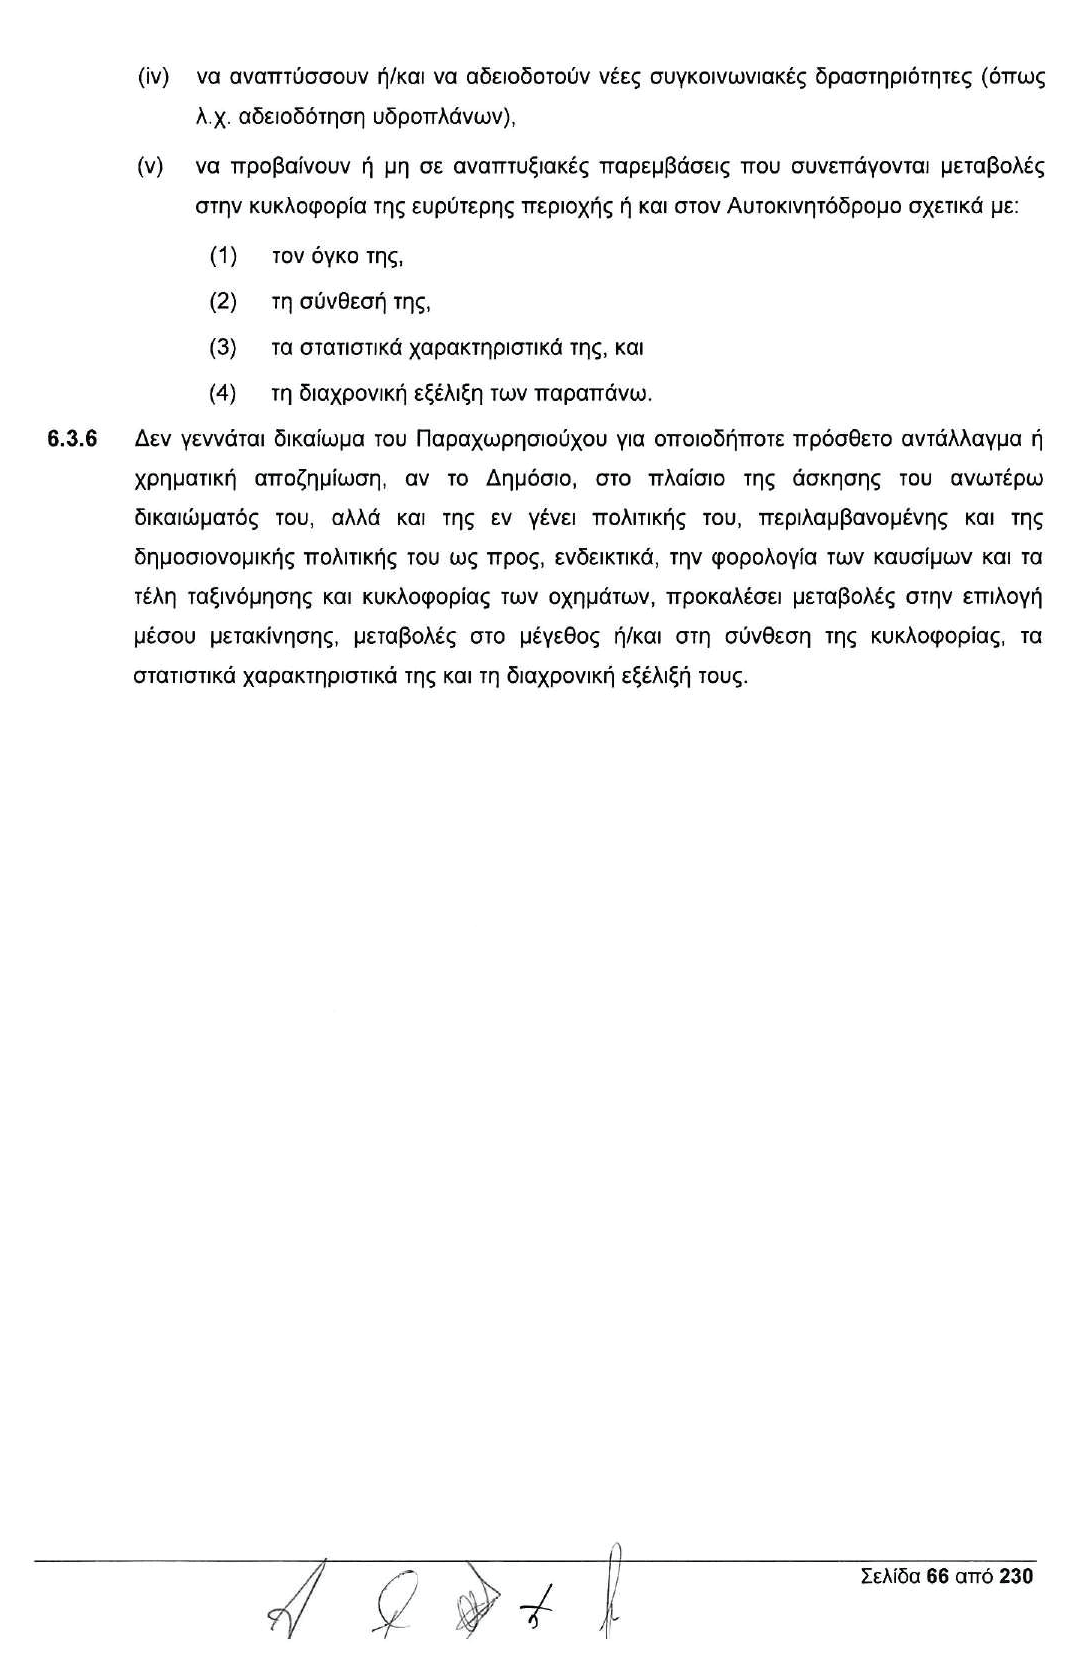 (iv) να αναπτύσσουν ή/και να αδειοδοτούν νέες συγκοινωνιακές δραστηριότητες (όπως
λ.χ. αδειοδότηση υδροπλάνων),
(v) να προβαίνουν ή μη σε αναπτυξιακές παρεμβάσεις που συνεπάγονται μεταβολές
στην κυκλοφορία της ευρύτερης περιοχής ή και στον Αυτοκινητόδρομο σχετικά με:
(1) τον όγκο της,
(2) τη σύνθεσή της,
(3) τα στατιστικά χαρακτηριστικά της, και
(4) τη διαχρονική εξέλιξη των παραπάνω.
6.3.6 Δεν γεννάται δικαίωμα του Παραχωρησιούχου για οποιοδήποτε πρόσθετο αντάλλαγμα ή
χρηματική αποζημίωση, αν το Δημόσιο, στο πλαίσιο της άσκησης του ανωτέρω
δικαιώματός του, αλλά και της εν γένει πολιτικής του, περιλαμβανομένης και της
δημοσιονομικής πολιτικής του ως προς, ενδεικτικά, την φορολογία των καυσίμων και τα
τέλη ταξινόμησης και κυκλοφορίας των οχημάτων, προκαλέσει μεταβολές στην επιλογή
μέσου μετακίνησης, μεταβολές στο μέγεθος ή/και στη σύνθεση της κυκλοφορίας, τα
στατιστικά χαρακτηριστικά της και τη διαχρονική εξέλιξή τους.
Σελίδα 66 από 230